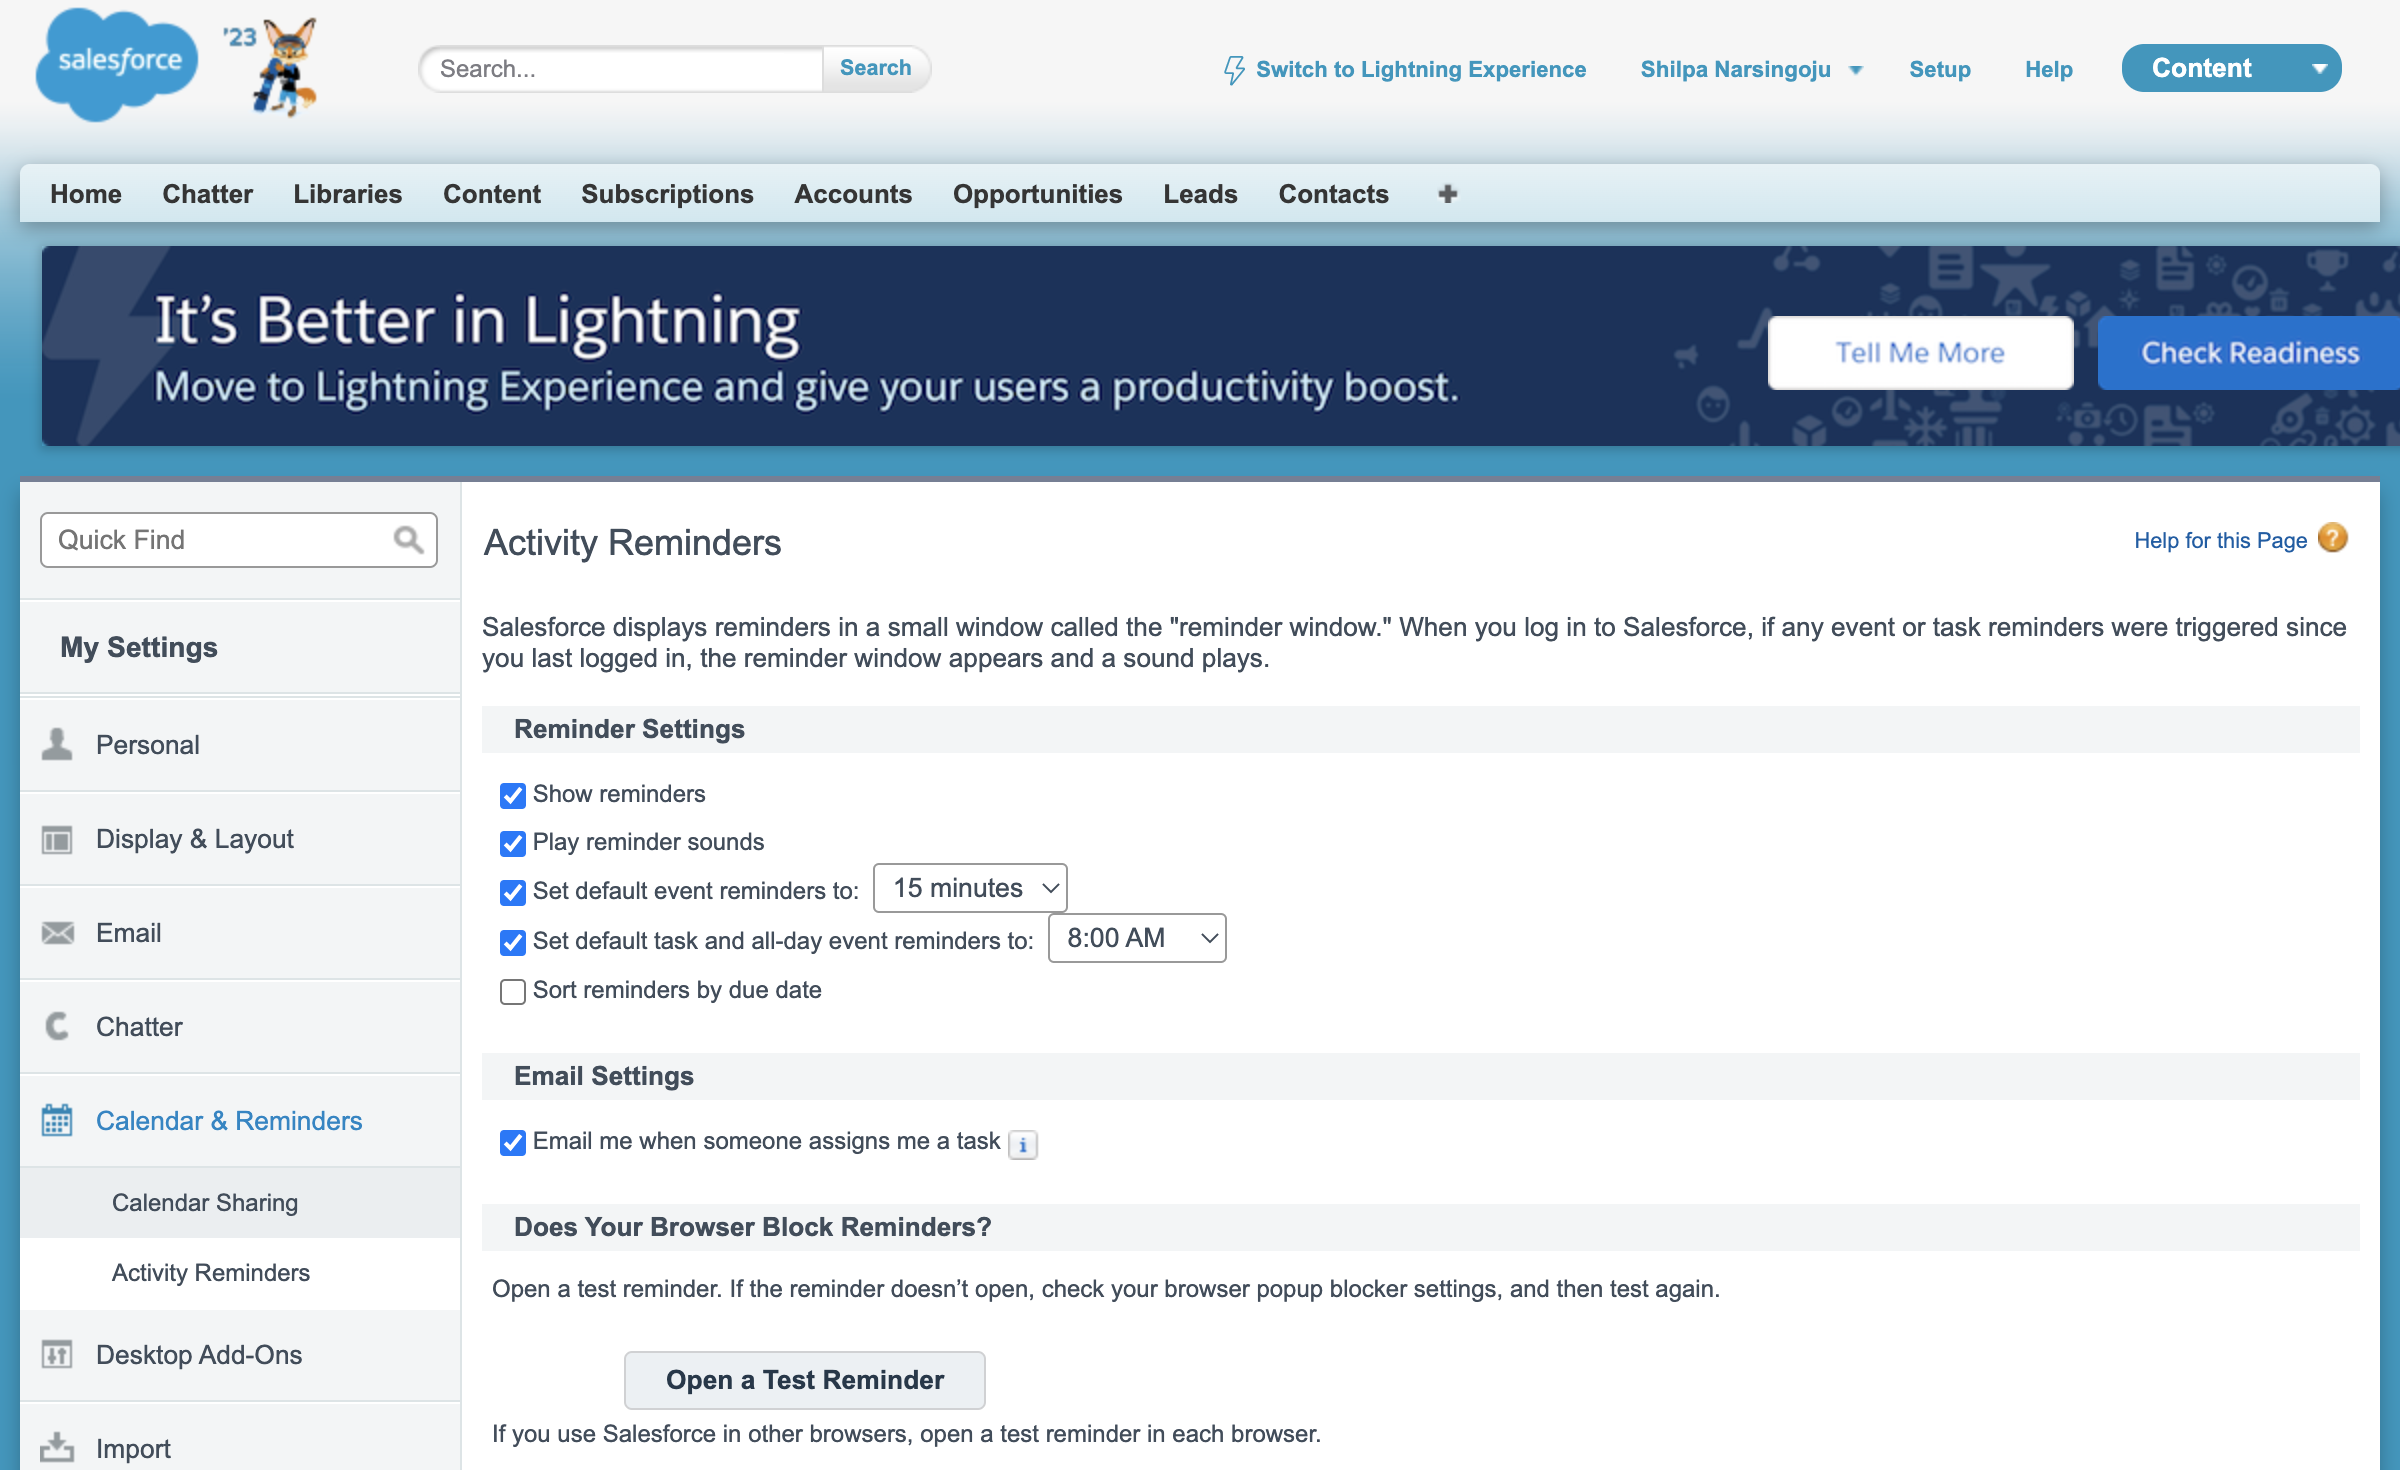 salesforce
'23
Search...
Search
Switch to Lightning Experience
Shilpa Narsingoju
Setup
Help
Content
Home
Chatter
Libraries
Content
Subscriptions
Accounts
Opportunities
Leads
Contacts
It's Better in Lightning
Move to Lightning Experience and give your users a productivity boost.
Tell Me More
Check Readiness
Quick Find
My Settings
Personal
Display & Layout
Email
Chatter
Calendar & Reminders
Calendar Sharing
Activity Reminders
Desktop Add-Ons
Import
Activity Reminders
Help for this Page
Salesforce displays reminders in a small window called the "reminder window." When you log in to Salesforce, if any event or task reminders were triggered since
you last logged in, the reminder window appears and a sound plays.
Reminder Settings
Show reminders
Play reminder sounds
Set default event reminders to: 15 minutes
Set default task and all-day event reminders to: 8:00 AM
Sort reminders by due date
Email Settings
Email me when someone assigns me a task
Does Your Browser Block Reminders?
Open a test reminder. If the reminder doesn’t open, check your browser popup blocker settings, and then test again.
Open a Test Reminder
If you use Salesforce in other browsers, open a test reminder in each browser.